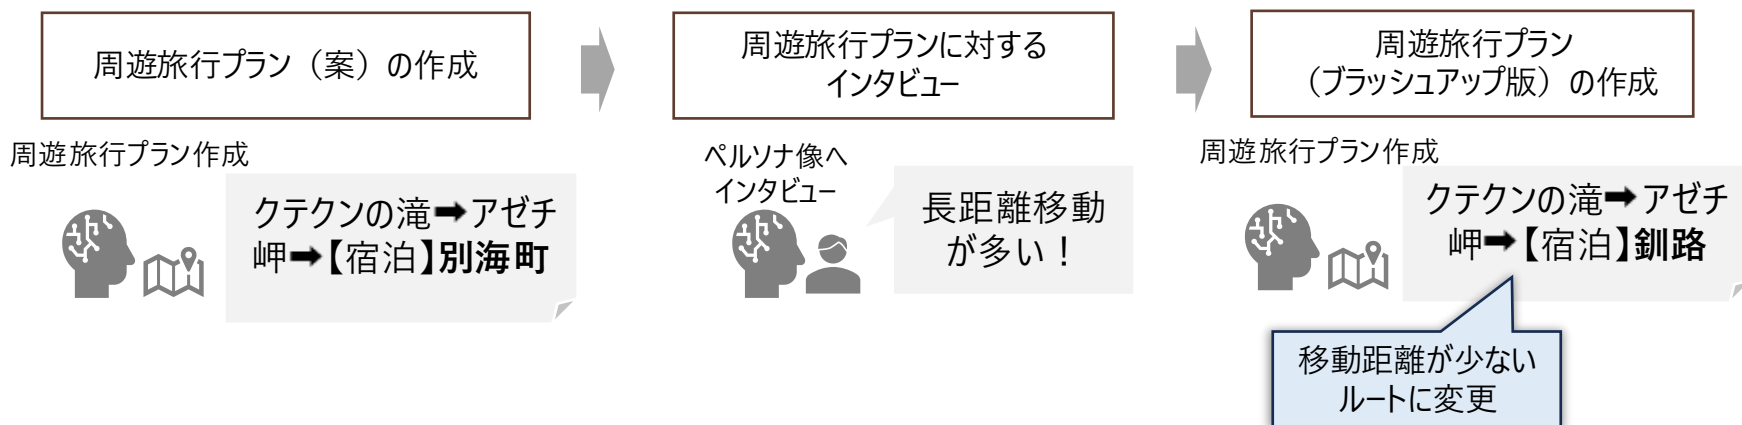 周遊旅行プラン（案）の作成
周遊旅行プランに対する
インタビュー
周遊旅行プラン
（ブラッシュアップ版）の作成
周遊旅行プラン作成
クテクンの滝➡アゼチ
岬➡【宿泊】別海町
ペルソナ像へ
インタビュー
長距離移動
が多い！
周遊旅行プラン作成
クテクンの滝➡アゼチ
岬➡【宿泊】釧路
移動距離が少ない
ルートに変更